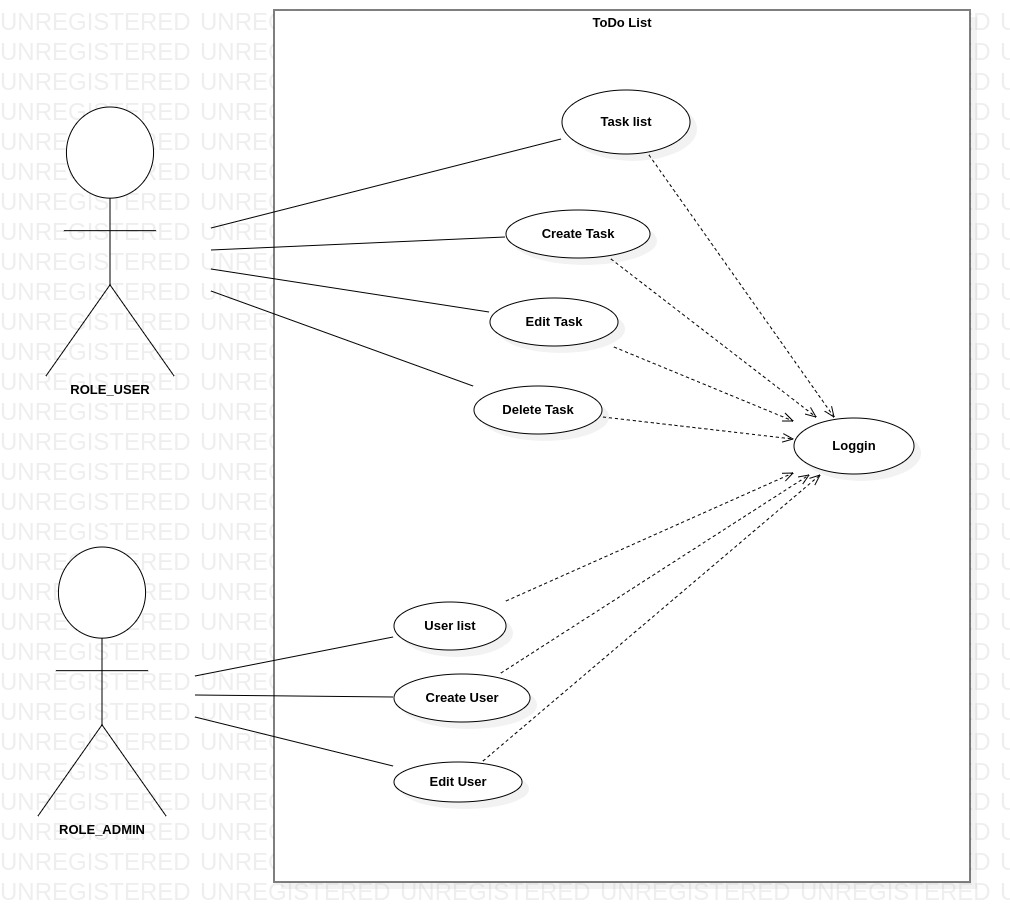 ToDo List
Task list
Create Task
Edit Task
ROLE_USER
Delete Task
Loggin
User list
Create User
Edit User
ROLE_ADMIN
UNREGISTERED UNREGISTERED UNREGISTERED UNREGISTERED UNREGISTERED